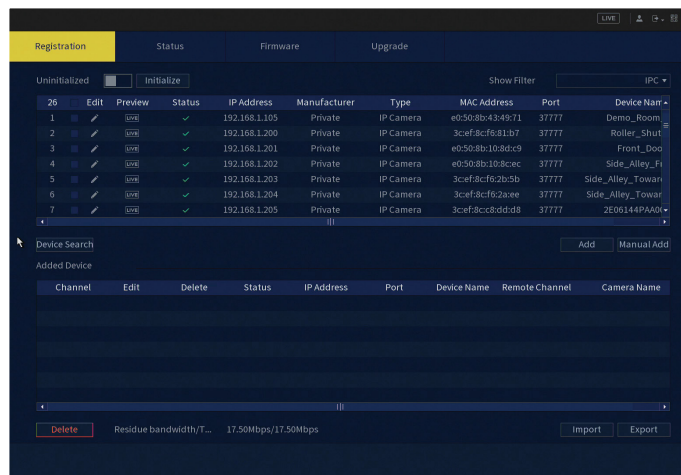 LIVE
Registration Status Firmware Upgrade
Uninitialized Initialize Show Filter IPC
26 Edit Preview Status IP Address Manufacturer Type MAC Address Port Device Nam
1 LIVE 192.168.1.105 Private IP Camera e0:50:8b:43:49:71 37777 Demo_Room
2 LIVE 192.168.1.200 Private IP Camera 3c:ef:8c:f6:81:b7 37777 Roller_Shut
3 LIVE 192.168.1.201 Private IP Camera e0:50:8b:10:8d:c9 37777 Front_Doo
4 LIVE 192.168.1.202 Private IP Camera e0:50:8b:10:8c:ec 37777 Side_Alley_Fr
5 LIVE 192.168.1.203 Private IP Camera 3c:ef:8c:f6:2b:5b 37777 Side_Alley_Towar
6 LIVE 192.168.1.204 Private IP Camera 3c:ef:8c:f6:2a:ee 37777 Side_Alley_Towar
7 LIVE 192.168.1.205 Private IP Camera 3c:ef:8c:c8:dd:d8 37777 2E06144PAA00
Device Search Add Manual Add
Added Device
Channel Edit Delete Status IP Address Port Device Name Remote Channel Camera Name
Delete Residue bandwidth/T... 17.50Mbps/17.50Mbps Import Export